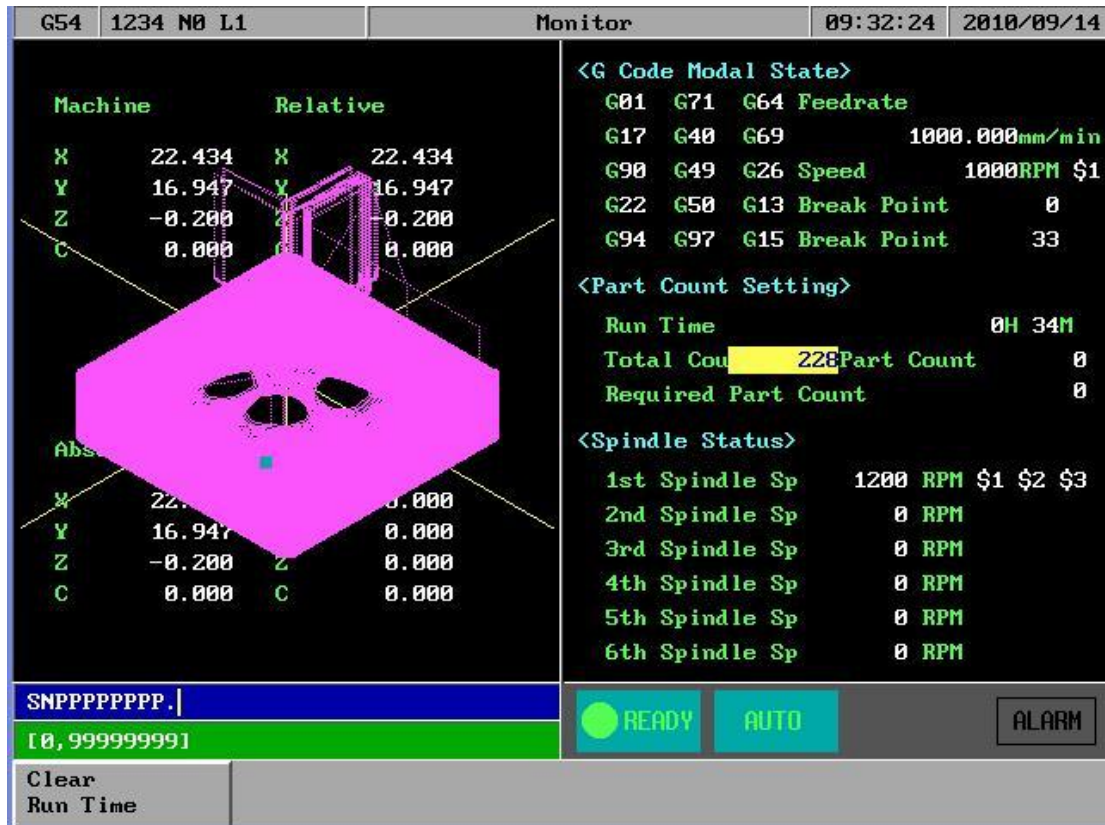 G54 1234 N0 L1 Monitor 09:32:24 2010/09/14
Machine Relative
X 22.434 X 22.434
Y 16.947 Y 16.947
Z -0.200 Z -0.200
C 0.000 0.000
Abs
X 22. 0.000
Y 16.947 0.000
Z -0.200 Z 0.000
C 0.000 C 0.000
<G Code Modal State>
G01 G71 G64 Feedrate
G17 G40 G69 1000.000mm/min
G90 G49 G26 Speed 1000RPM $1
G22 G50 G13 Break Point 0
G94 G97 G15 Break Point 33
<Part Count Setting>
Run Time 0H 34M
Total Cou 228Part Count 0
Required Part Count 0
<Spindle Status>
1st Spindle Sp 1200 RPM $1 $2 $3
2nd Spindle Sp 0 RPM
3rd Spindle Sp 0 RPM
4th Spindle Sp 0 RPM
5th Spindle Sp 0 RPM
6th Spindle Sp 0 RPM
SNPPPPPPPP.
[0,99999999]
READY AUTO ALARM
Clear
Run Time